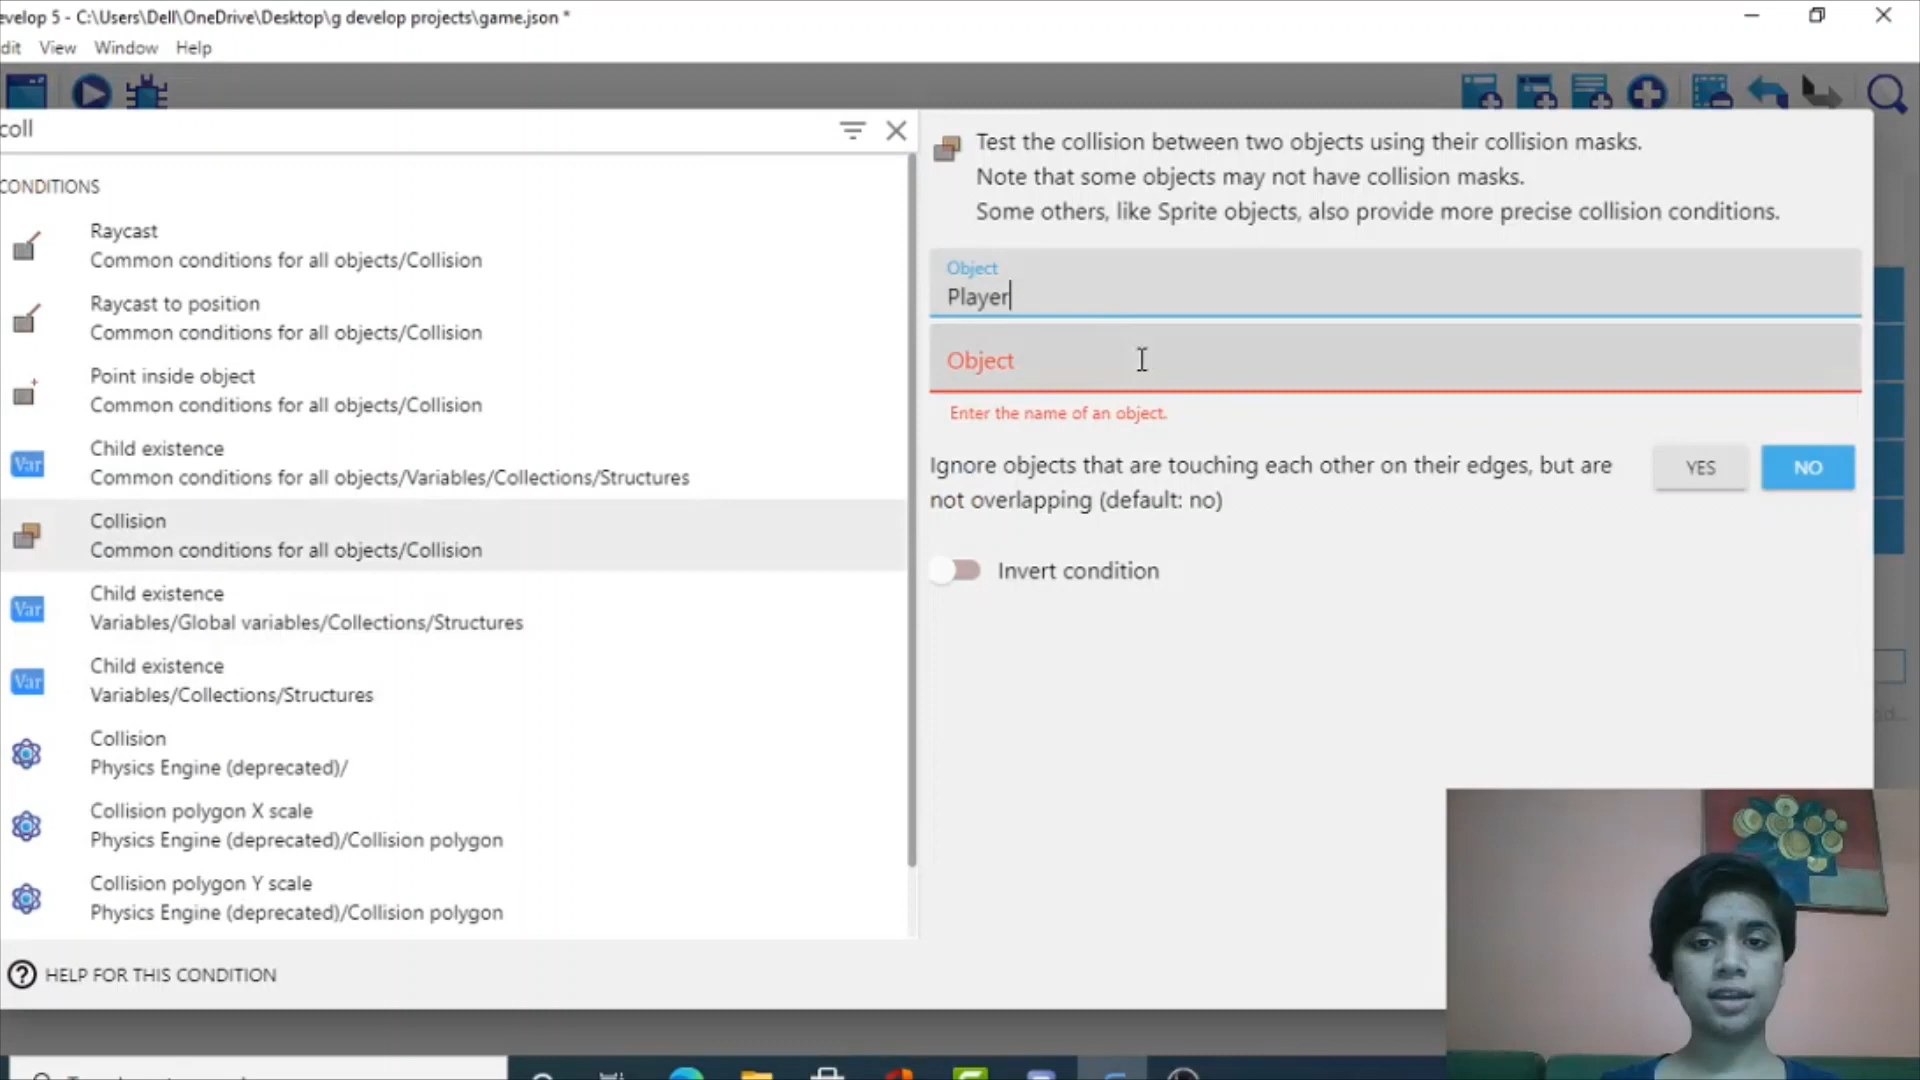 evelop 5 - C:\Users\Dell\OneDrive\Desktop\g develop projects\game.json *
dit View Window Help
coll
CONDITIONS
Raycast
Common conditions for all objects/Collision
Raycast to position
Common conditions for all objects/Collision
Point inside object
Common conditions for all objects/Collision
Var
Child existence
Common conditions for all objects/Variables/Collections/Structures
Collision
Common conditions for all objects/Collision
Var
Child existence
Variables/Global variables/Collections/Structures
Var
Child existence
Variables/Collections/Structures
Collision
Physics Engine (deprecated)/
Collision polygon X scale
Physics Engine (deprecated)/Collision polygon
Collision polygon Y scale
Physics Engine (deprecated)/Collision polygon
HELP FOR THIS CONDITION
Test the collision between two objects using their collision masks.
Note that some objects may not have collision masks.
Some others, like Sprite objects, also provide more precise collision conditions.
Object
Player
Object
Enter the name of an object.
Ignore objects that are touching each other on their edges, but are
not overlapping (default: no)
YES NO
Invert condition